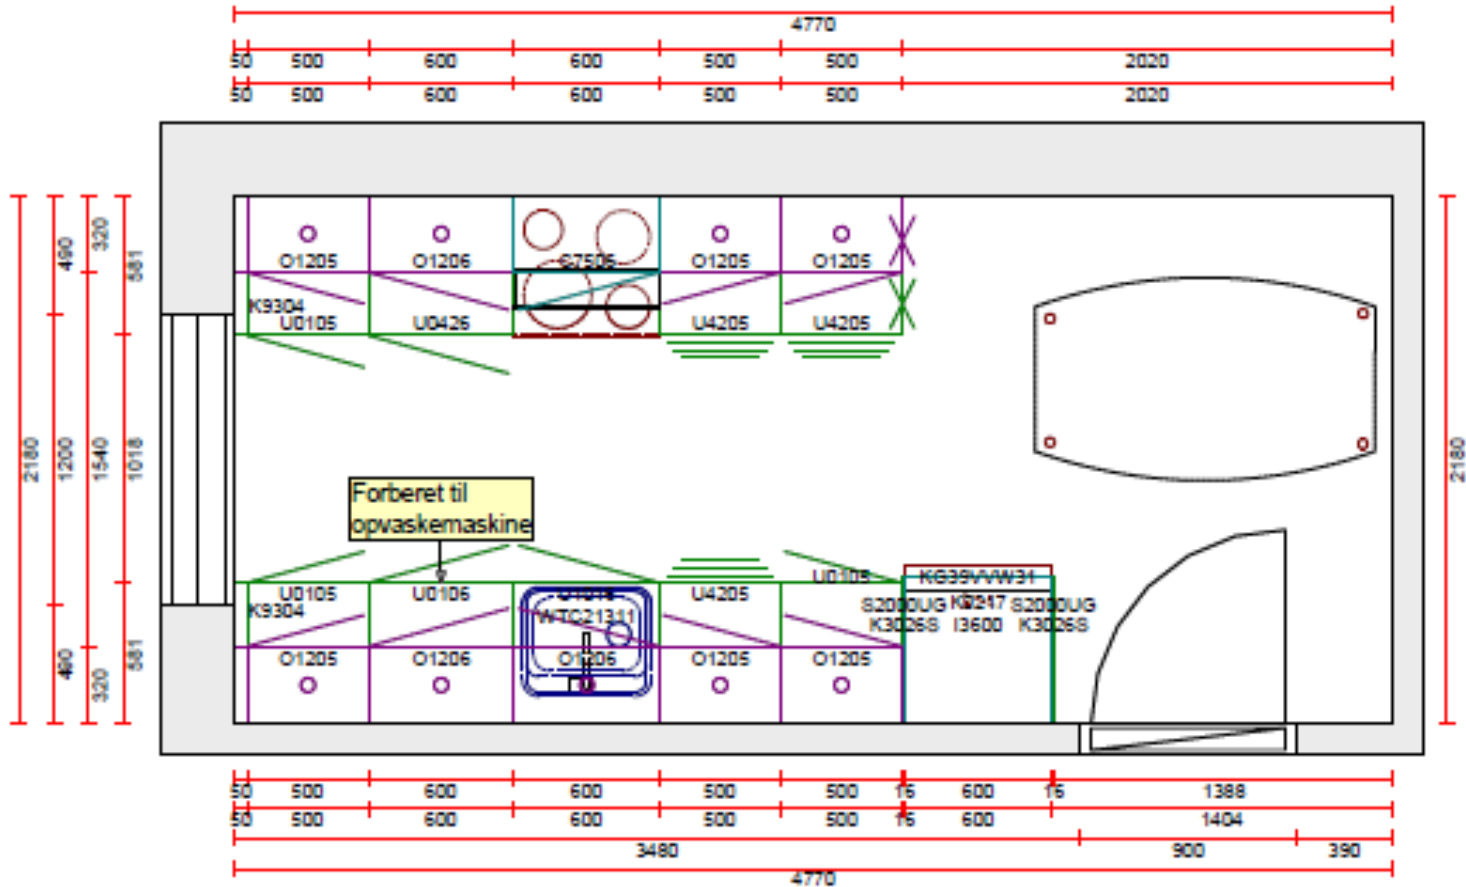 4770
50 500 600 600 500 500 2020
50 500 600 600 500 500 2020
O1205 O1206 O1205 O1205
K9304
U0105 U0426 U4205 U4205
320
490
581
2180
1200
1540
1018
2180
490
320
581
Forberet til
opvaskemaskine
U0105 U0106 U4205 U0105 KG39VVW31
K9304
WTC21311
S2000UG S2000UG
K3026S I3600 K3026S
O1205 O1206 O1206 O1205 O1205
50 500 600 600 500 500 16 600 16 1388
50 500 600 600 500 500 16 600 1404
3480 900 390
4770